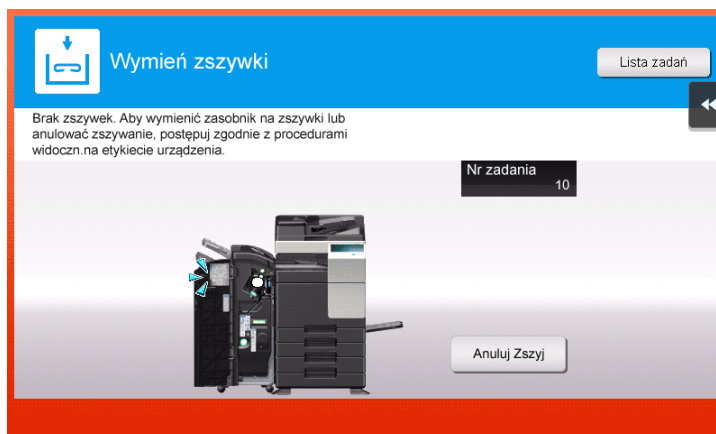 Wymień zszywki
Lista zadań
Brak zszywek. Aby wymienić zasobnik na zszywki lub
anulować zszywanie, postępuj zgodnie z procedurami
widoczn.na etykiecie urządzenia.
Nr zadania
10
Anuluj Zszyj